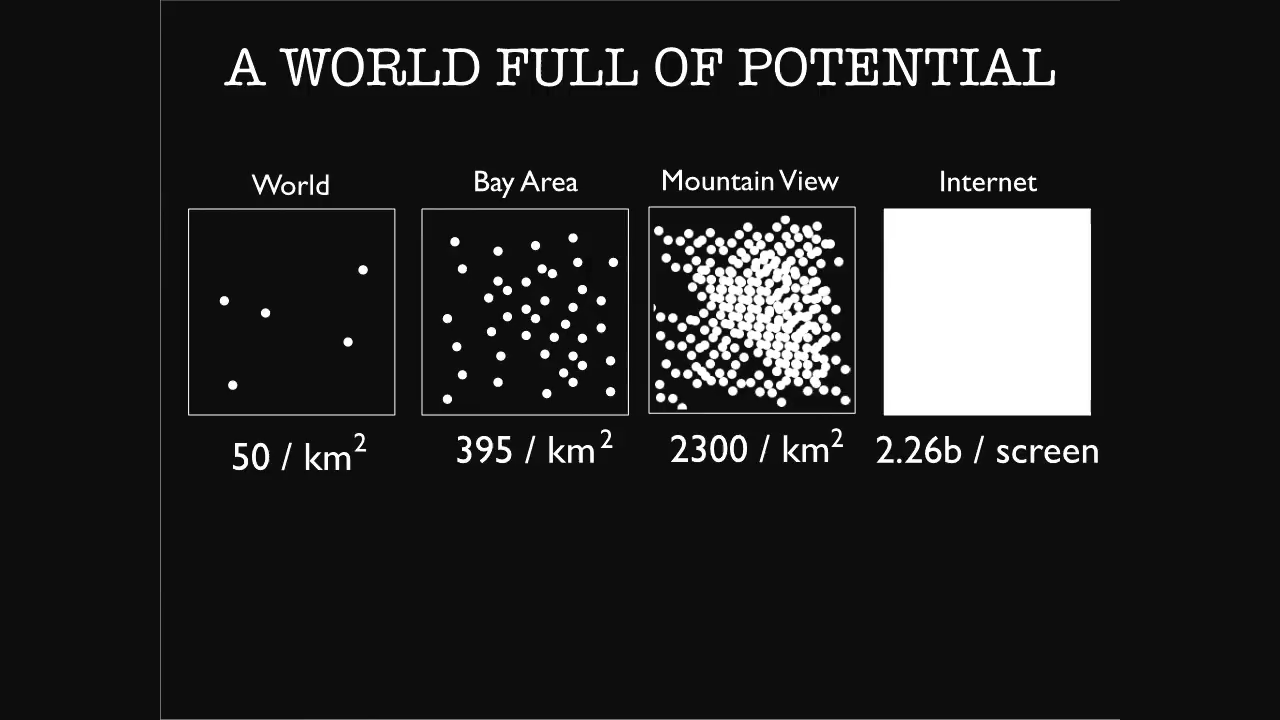 A WORLD FULL OF POTENTIAL
World
Bay Area
Mountain View
Internet
50 / km²
395 / km²
2300 / km²
2.26b / screen